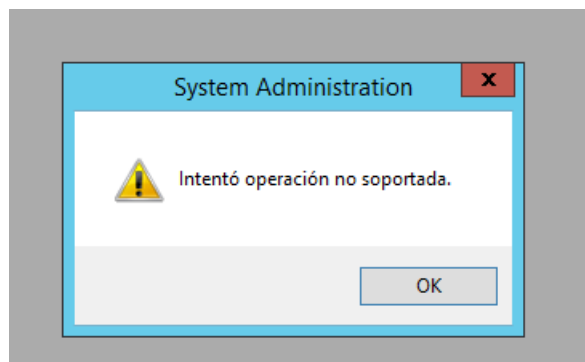 System Administration
x
Intentó operación no soportada.
OK